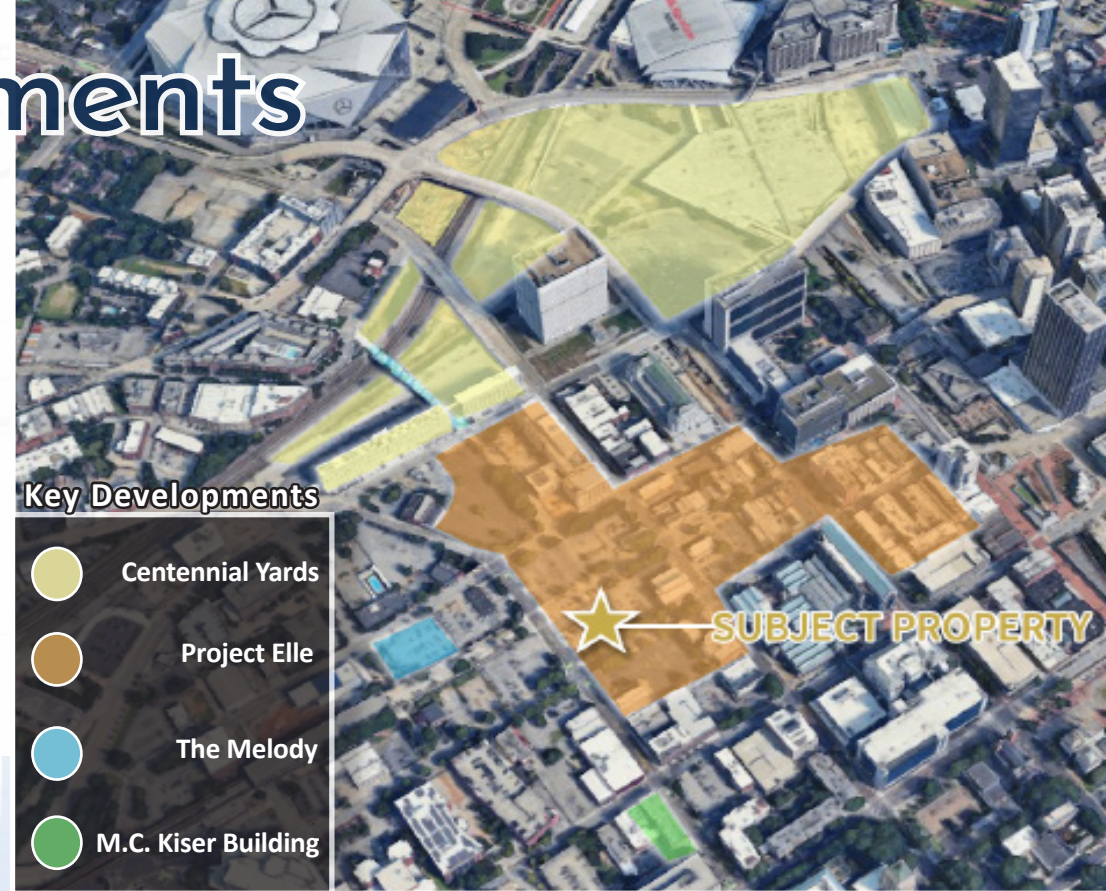 ments
Key Developments
Centennial Yards
Project Elle
The Melody
M.C. Kiser Building
SUBJECT PROPERTY